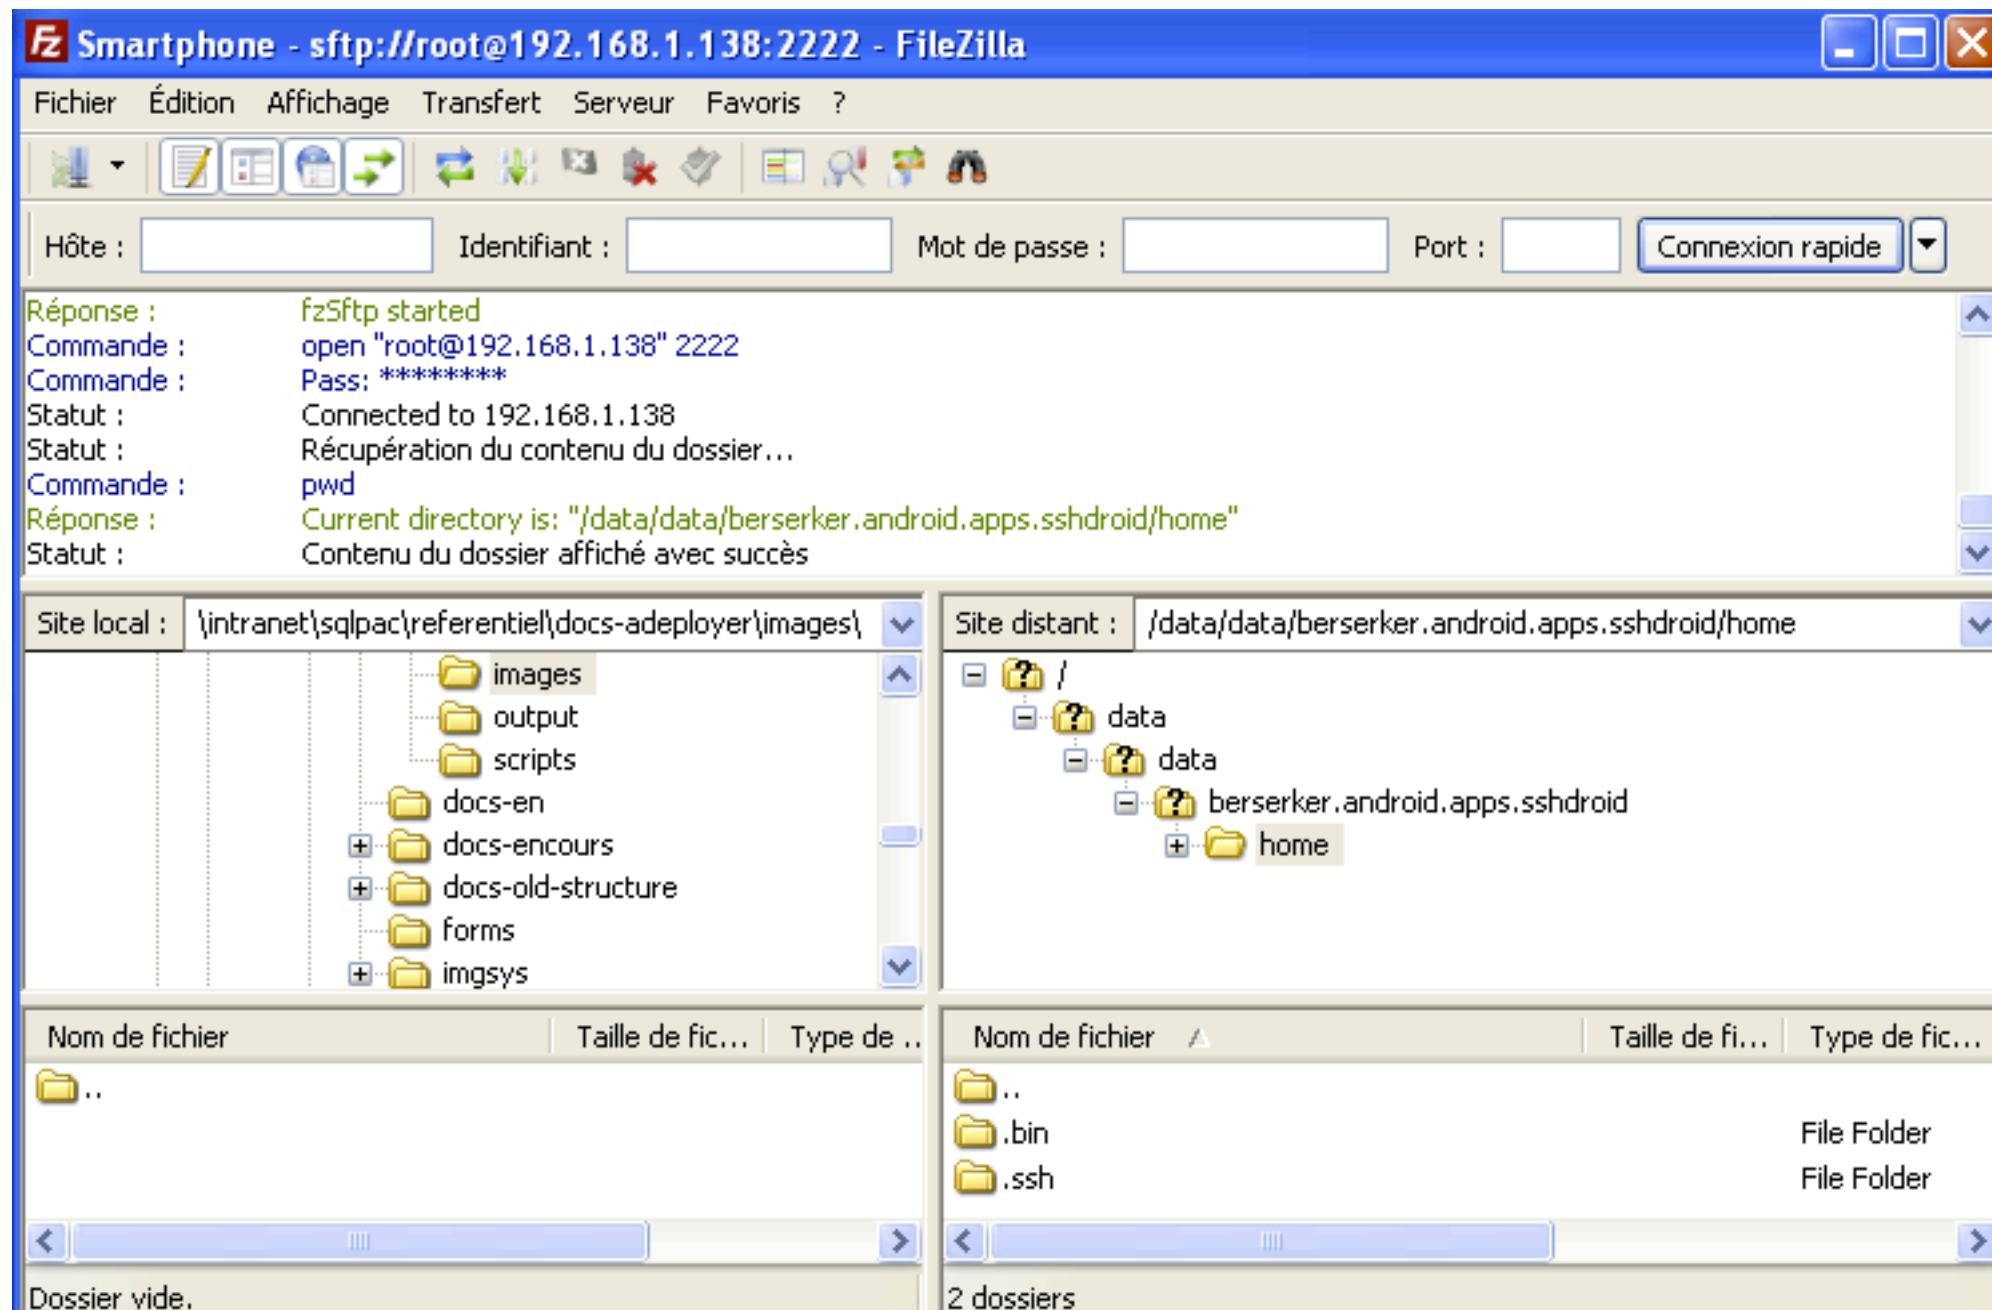 Smartphone - sftp://root@192.168.1.138:2222 - FileZilla
Fichier Édition Affichage Transfert Serveur Favoris ?
Hôte : Identifiant : Mot de passe : Port : Connexion rapide
Réponse : fzSftp started
Commande : open "root@192.168.1.138" 2222
Commande : Pass: ********
Statut : Connected to 192.168.1.138
Statut : Récupération du contenu du dossier...
Commande : pwd
Réponse : Current directory is: "/data/data/berserker.android.apps.sshdroid/home"
Statut : Contenu du dossier affiché avec succès
Site local : \intranet\sqlpac\referentiel\docs-adeployer\images\
images
output
scripts
docs-en
docs-encours
docs-old-structure
forms
imgsys
Site distant : /data/data/berserker.android.apps.sshdroid/home
/
data
data
berserker.android.apps.sshdroid
home
Nom de fichier Taille de fic... Type de ..
..
Dossier vide.
Nom de fichier Taille de fi... Type de fic...
..
.bin File Folder
.ssh File Folder
2 dossiers